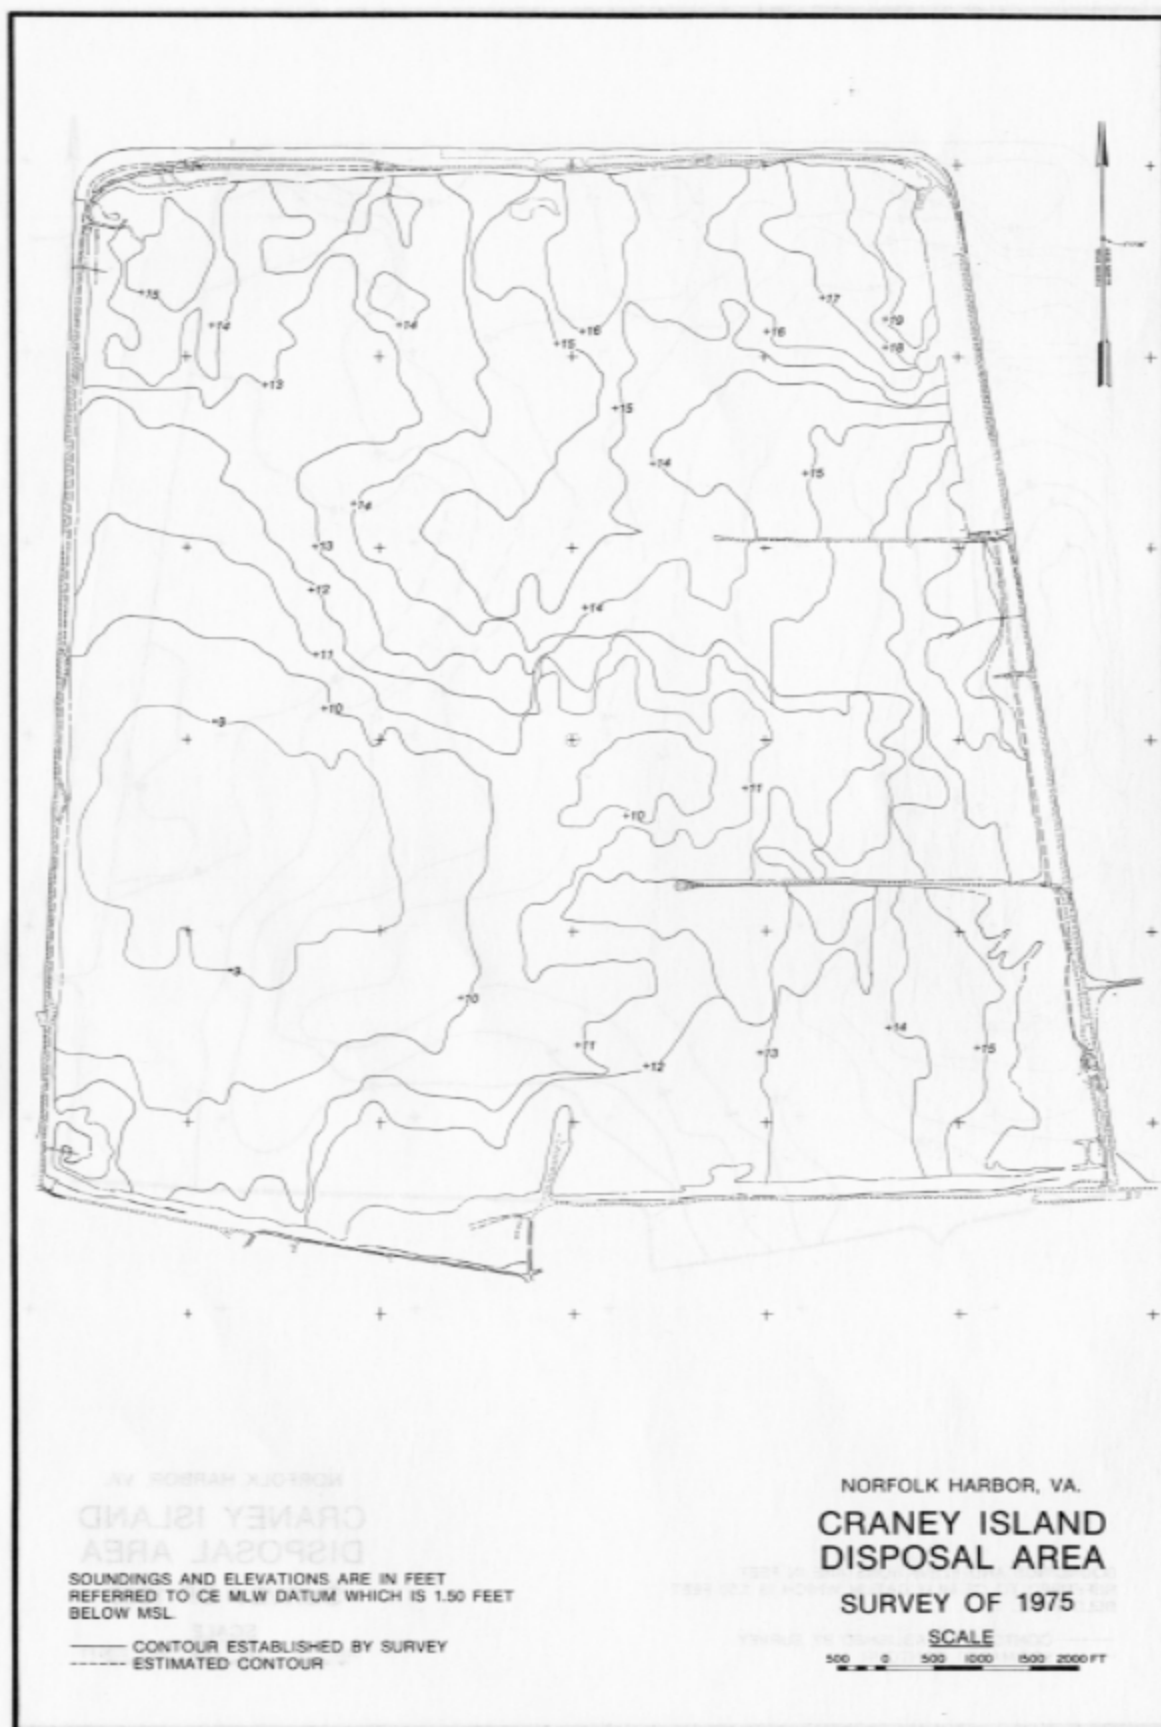 +15
+14
+13
+14
+15
+16
+15
+16
+17
+19
+18
+14
+15
+14
+13
+12
+14
+11
+10
+9
+11
+10
+9
+10
+11
+12
+13
+14
+15
NORFOLK HARBOR, VA.
CRANEY ISLAND
DISPOSAL AREA
SURVEY OF 1975
SCALE
500 0 500 1000 1500 2000 FT
SOUNDINGS AND ELEVATIONS ARE IN FEET
REFERRED TO CE MLW DATUM WHICH IS 1.50 FEET
BELOW MSL.
CONTOUR ESTABLISHED BY SURVEY
ESTIMATED CONTOUR